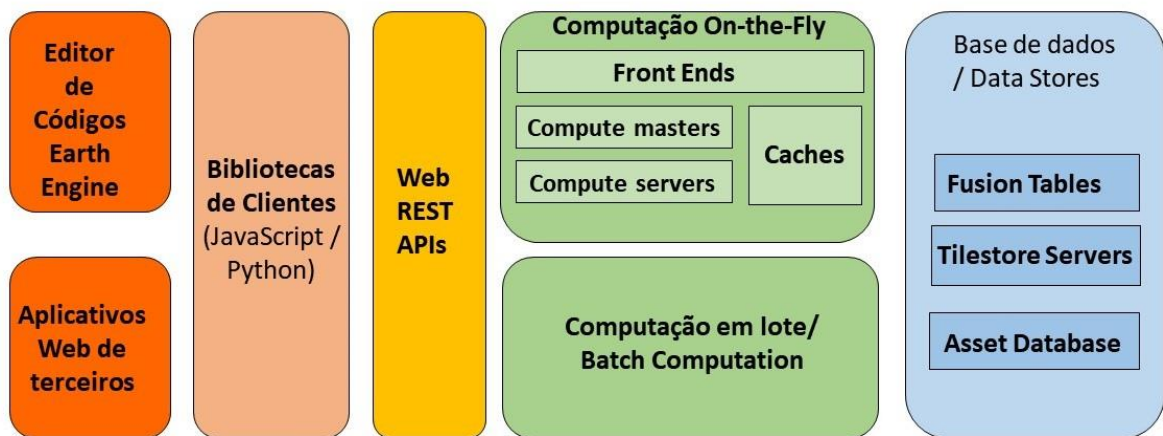 Editor
de
Códigos
Earth
Engine
Aplicativos
Web de
terceiros
Bibliotecas
de Clientes
(JavaScript /
Python)
Web
REST
APIs
Computação On-the-Fly
Front Ends
Compute masters
Compute servers
Caches
Computação em lote/
Batch Computation
Base de dados
/ Data Stores
Fusion Tables
Tilestore Servers
Asset Database